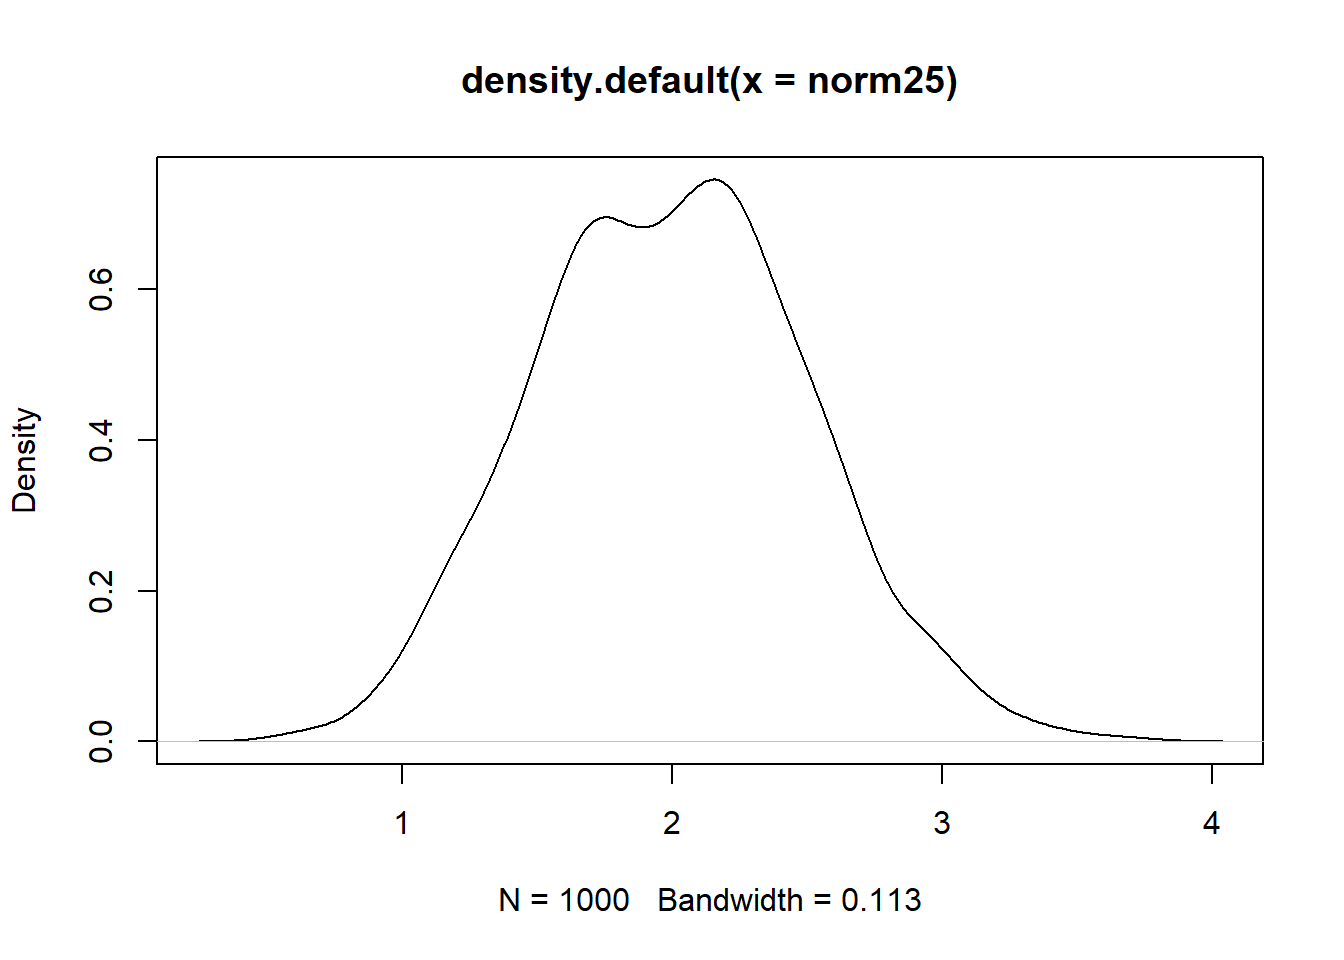 density.default(x = norm25)
Density
0.0
0.2
0.4
0.6
1 2 3 4
N = 1000   Bandwidth = 0.113